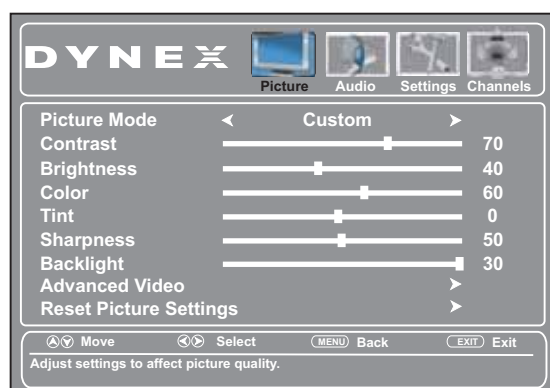 DYNEX
Picture Audio Settings Channels
Picture Mode Custom
Contrast 70
Brightness 40
Color 60
Tint 0
Sharpness 50
Backlight 30
Advanced Video
Reset Picture Settings
Move Select MENU Back EXIT Exit
Adjust settings to affect picture quality.